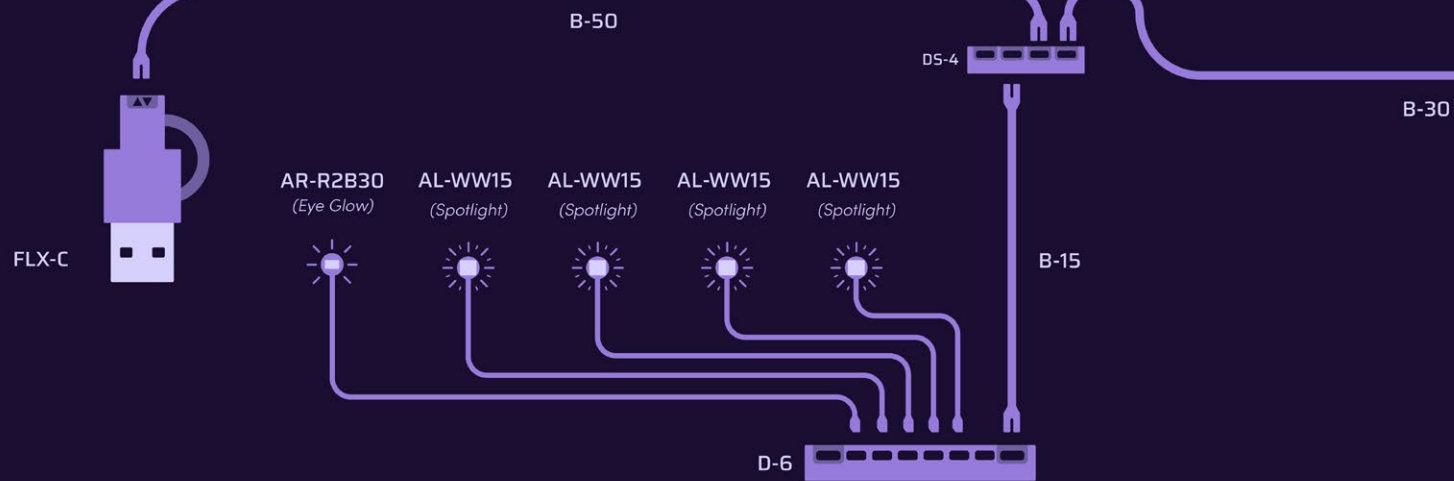 B-50
DS-4
B-30
AR-R2B30
(Eye Glow)
AL-WW15
(Spotlight)
AL-WW15
(Spotlight)
AL-WW15
(Spotlight)
AL-WW15
(Spotlight)
FLX-C
B-15
D-6